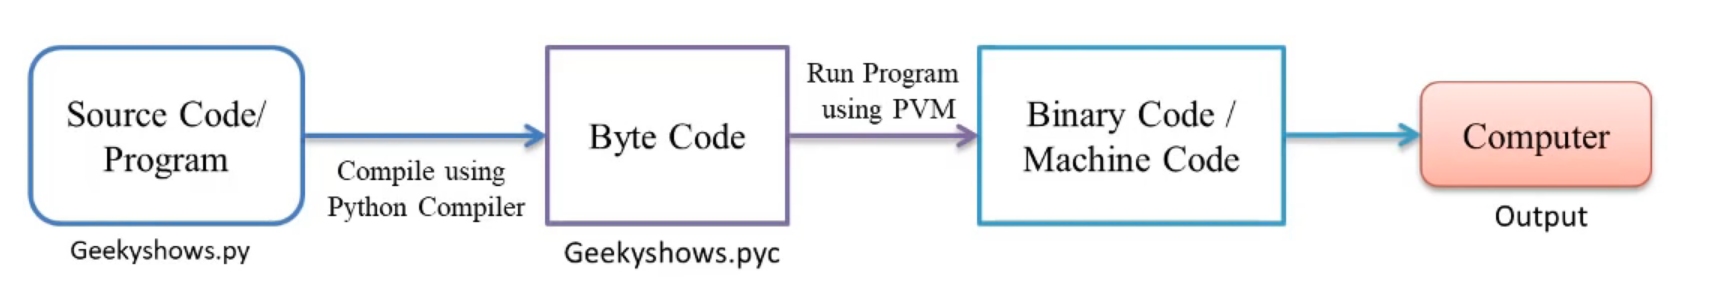 Source Code/
Program
Geekyshows.py
Compile using
Python Compiler
Byte Code
Geekyshows.pyc
Run Program
using PVM
Binary Code /
Machine Code
Computer
Output